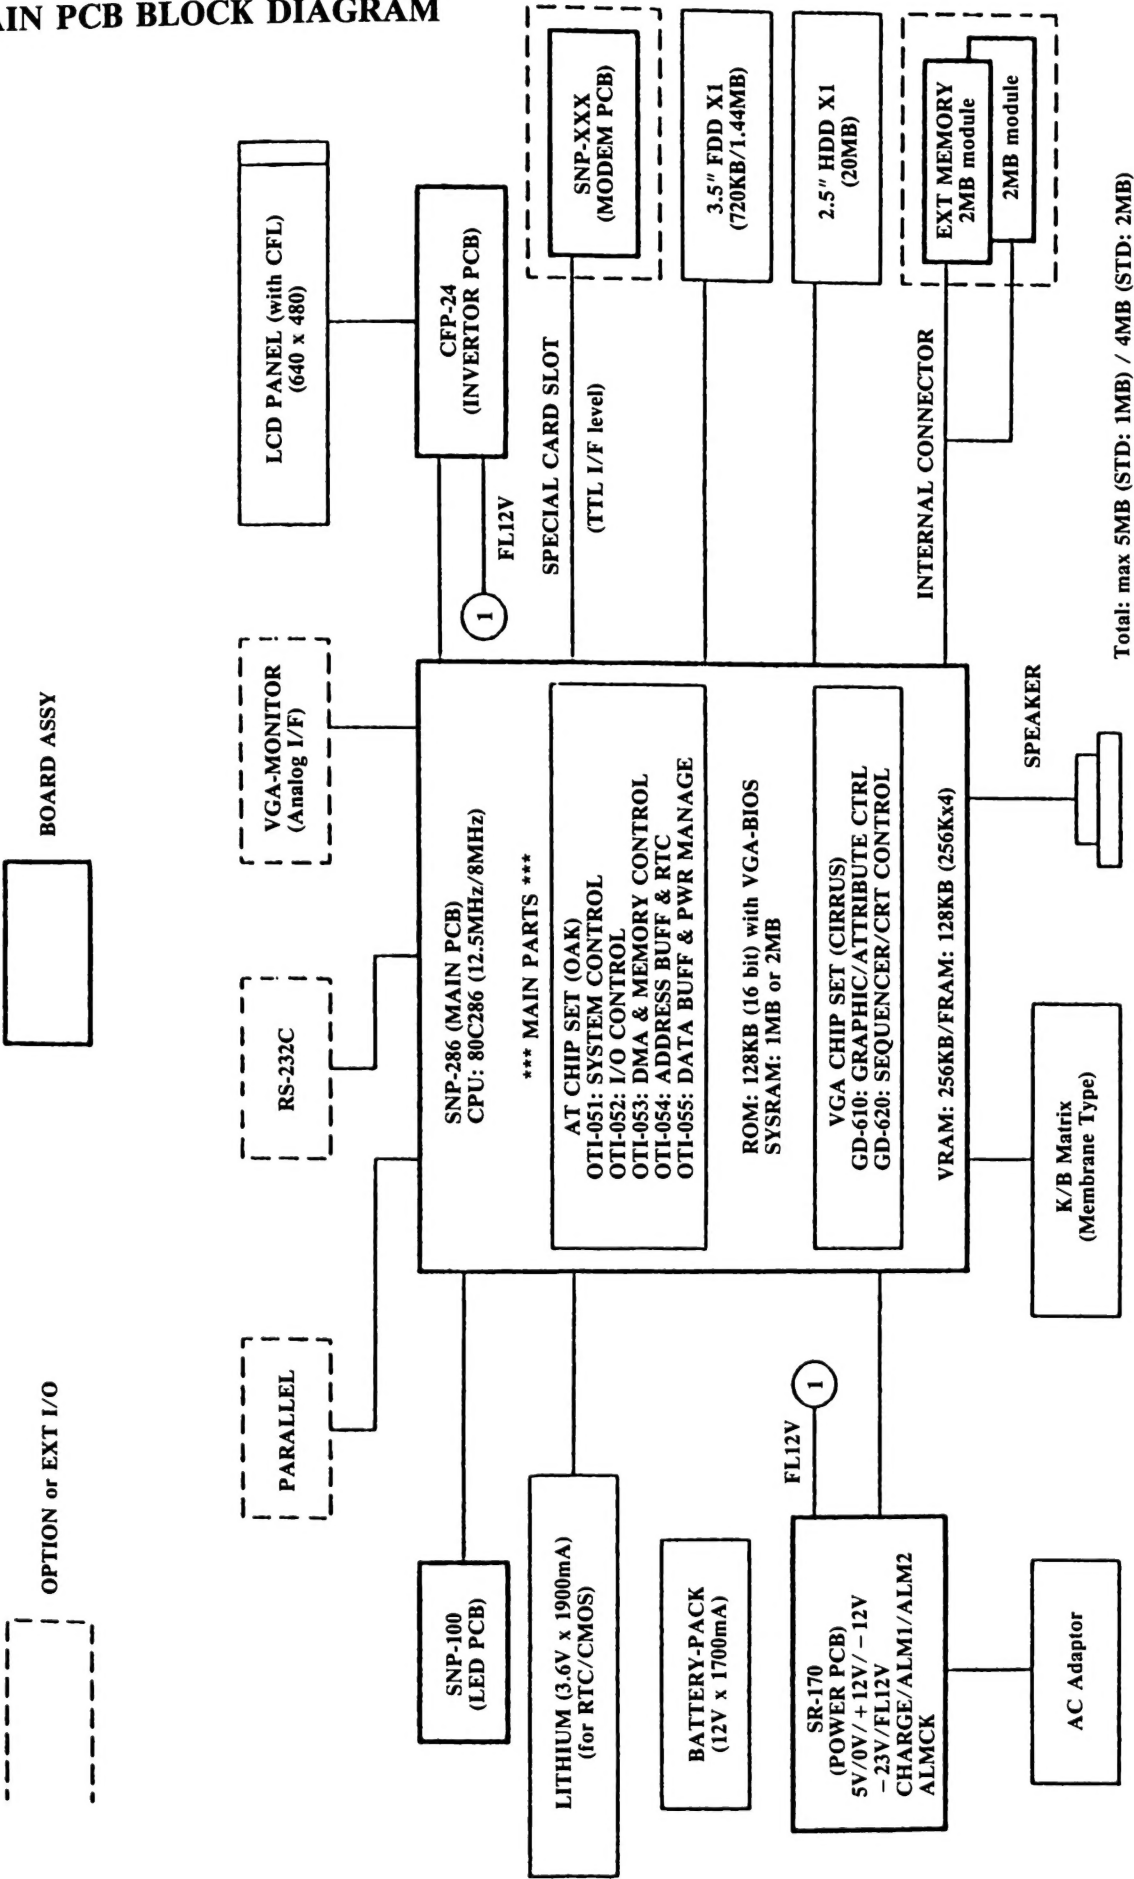 AIN PCB BLOCK DIAGRAM
OPTION or EXT I/O
BOARD ASSY
PARALLEL
RS-232C
VGA-MONITOR
(Analog I/F)
LCD PANEL (with CFL)
(640 x 480)
SNP-100
(LED PCB)
LITHIUM (3.6V x 1900mA)
(for RTC/CMOS)
BATTERY-PACK
(12V x 1700mA)
FL12V
1
SR-170
(POWER PCB)
5V/0V/+12V/−12V
−23V/FL12V
CHARGE/ALM1/ALM2
ALMCK
AC Adaptor
SNP-286 (MAIN PCB)
CPU: 80C286 (12.5MHz/8MHz)
*** MAIN PARTS ***
AT CHIP SET (OAK)
OTI-051: SYSTEM CONTROL
OTI-052: I/O CONTROL
OTI-053: DMA & MEMORY CONTROL
OTI-054: ADDRESS BUFF & RTC
OTI-055: DATA BUFF & PWR MANAGE
ROM: 128KB (16 bit) with VGA-BIOS
SYSRAM: 1MB or 2MB
VGA CHIP SET (CIRRUS)
GD-610: GRAPHIC/ATTRIBUTE CTRL
GD-620: SEQUENCER/CRT CONTROL
VRAM: 256KB/FRAM: 128KB (256Kx4)
K/B Matrix
(Membrane Type)
SPEAKER
CFP-24
(INVERTOR PCB)
1
FL12V
SPECIAL CARD SLOT
(TTL I/F level)
SNP-XXX
(MODEM PCB)
3.5" FDD X1
(720KB/1.44MB)
2.5" HDD X1
(20MB)
INTERNAL CONNECTOR
EXT MEMORY
2MB module
2MB module
Total: max 5MB (STD: 1MB) / 4MB (STD: 2MB)